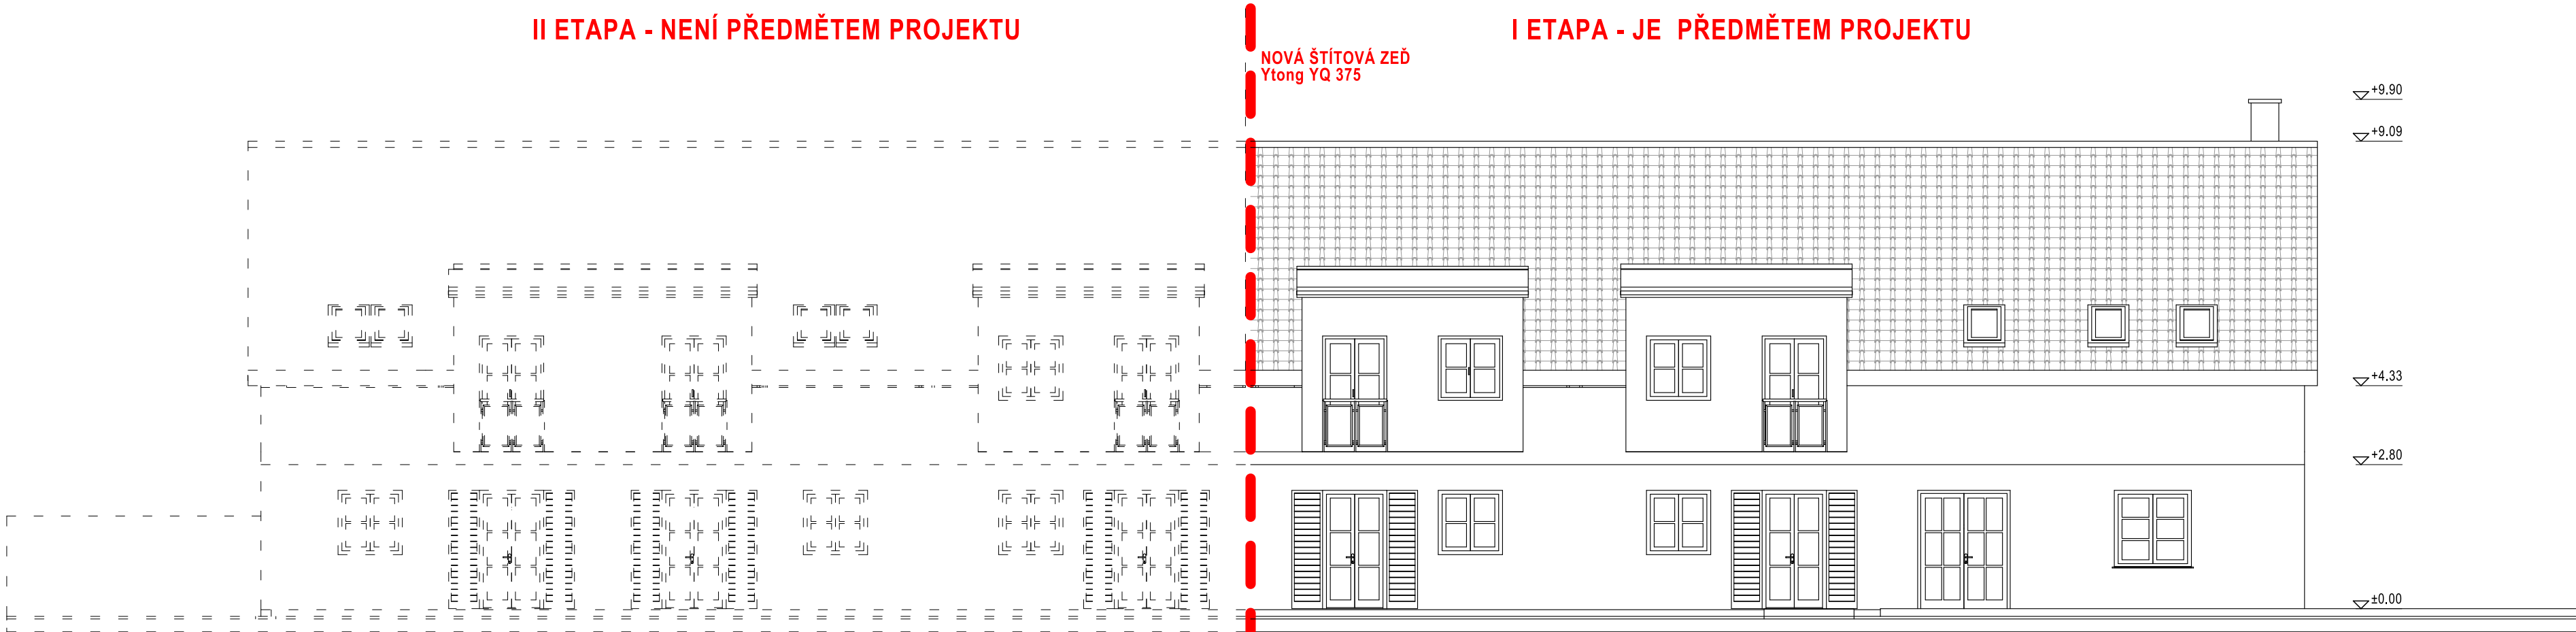 II ETAPA - NENÍ PŘEDMĚTEM PROJEKTU
I ETAPA - JE PŘEDMĚTEM PROJEKTU
NOVÁ ŠTÍTOVÁ ZEĎ
Ytong YQ 375
+9.90
+9.09
+4.33
+2.80
±0.00